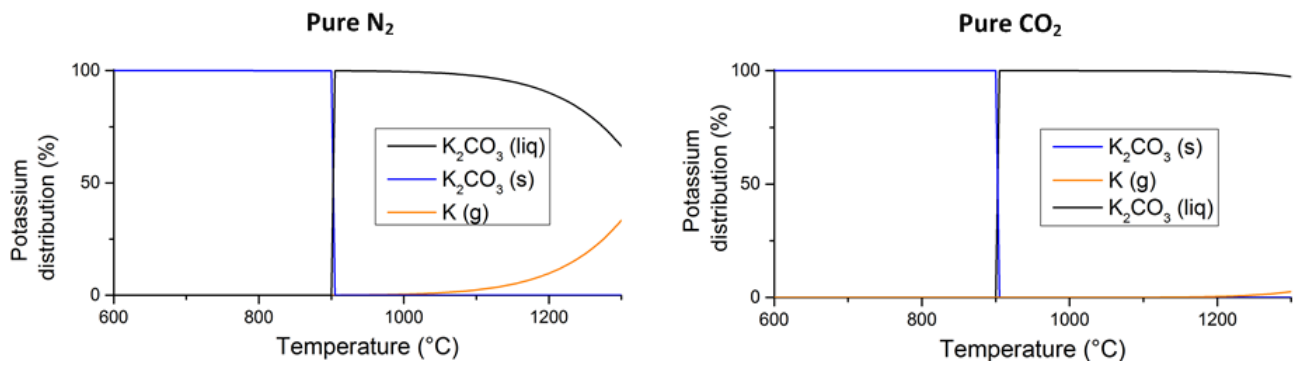 Pure N₂
100
50
0
Potassium
distribution (%)
K₂CO₃ (liq)
K₂CO₃ (s)
K (g)
600
800
1000
1200
Temperature (°C)
Pure CO₂
100
50
0
Potassium
distribution (%)
K₂CO₃ (s)
K (g)
K₂CO₃ (liq)
600
800
1000
1200
Temperature (°C)